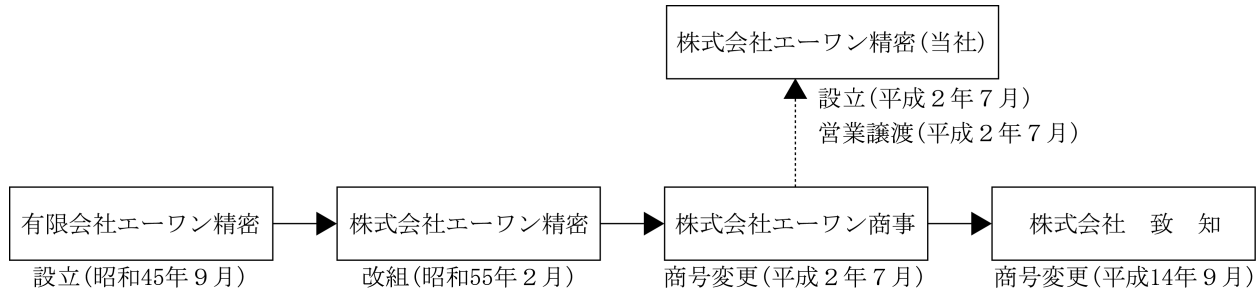 株式会社エーワン精密(当社)
設立(平成２年７月)
営業譲渡(平成２年７月)
有限会社エーワン精密
株式会社エーワン精密
株式会社エーワン商事
株式会社　致　知
設立(昭和45年９月)
改組(昭和55年２月)
商号変更(平成２年７月)
商号変更(平成14年９月)